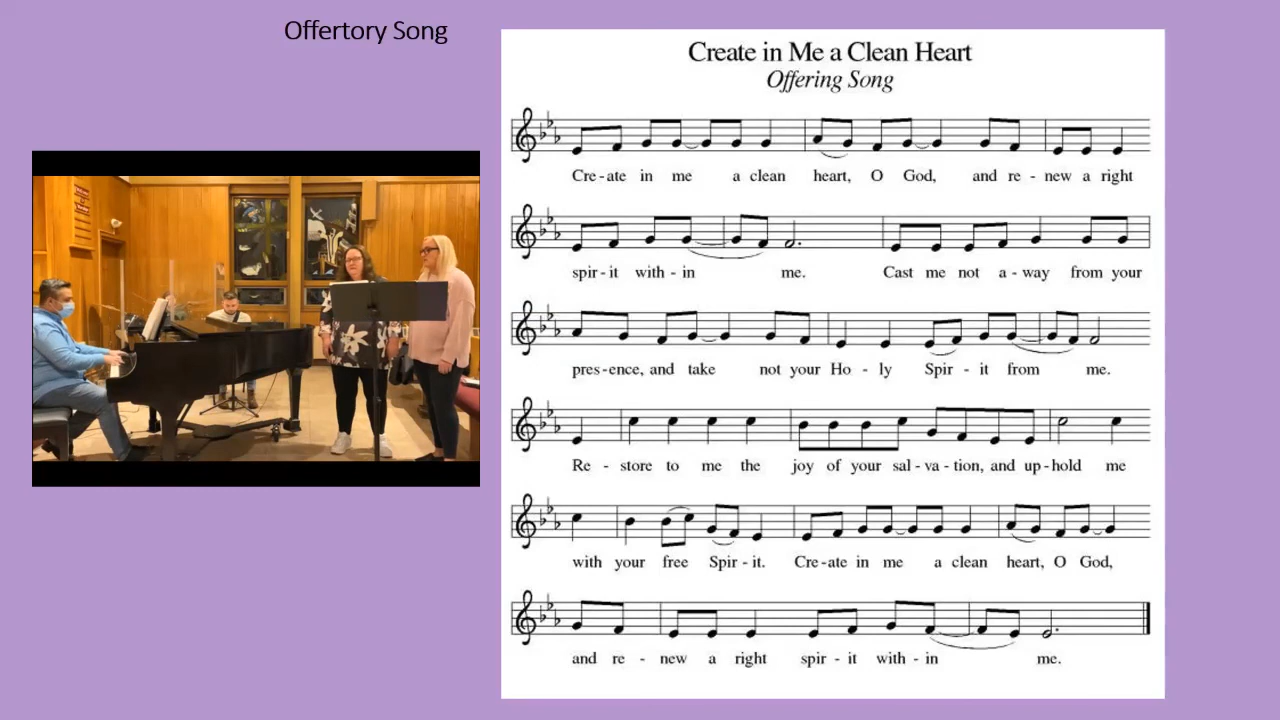 Offertory Song
Create in Me a Clean Heart
Offering Song
Cre - ate in me a clean heart, O God, and re - new a right
spir - it with - in me. Cast me not a - way from your
pres - ence, and take not your Ho - ly Spir - it from me.
Re - store to me the joy of your sal - va - tion, and up - hold me
with your free Spir - it. Cre - ate in me a clean heart, O God,
and re - new a right spir - it with - in me.